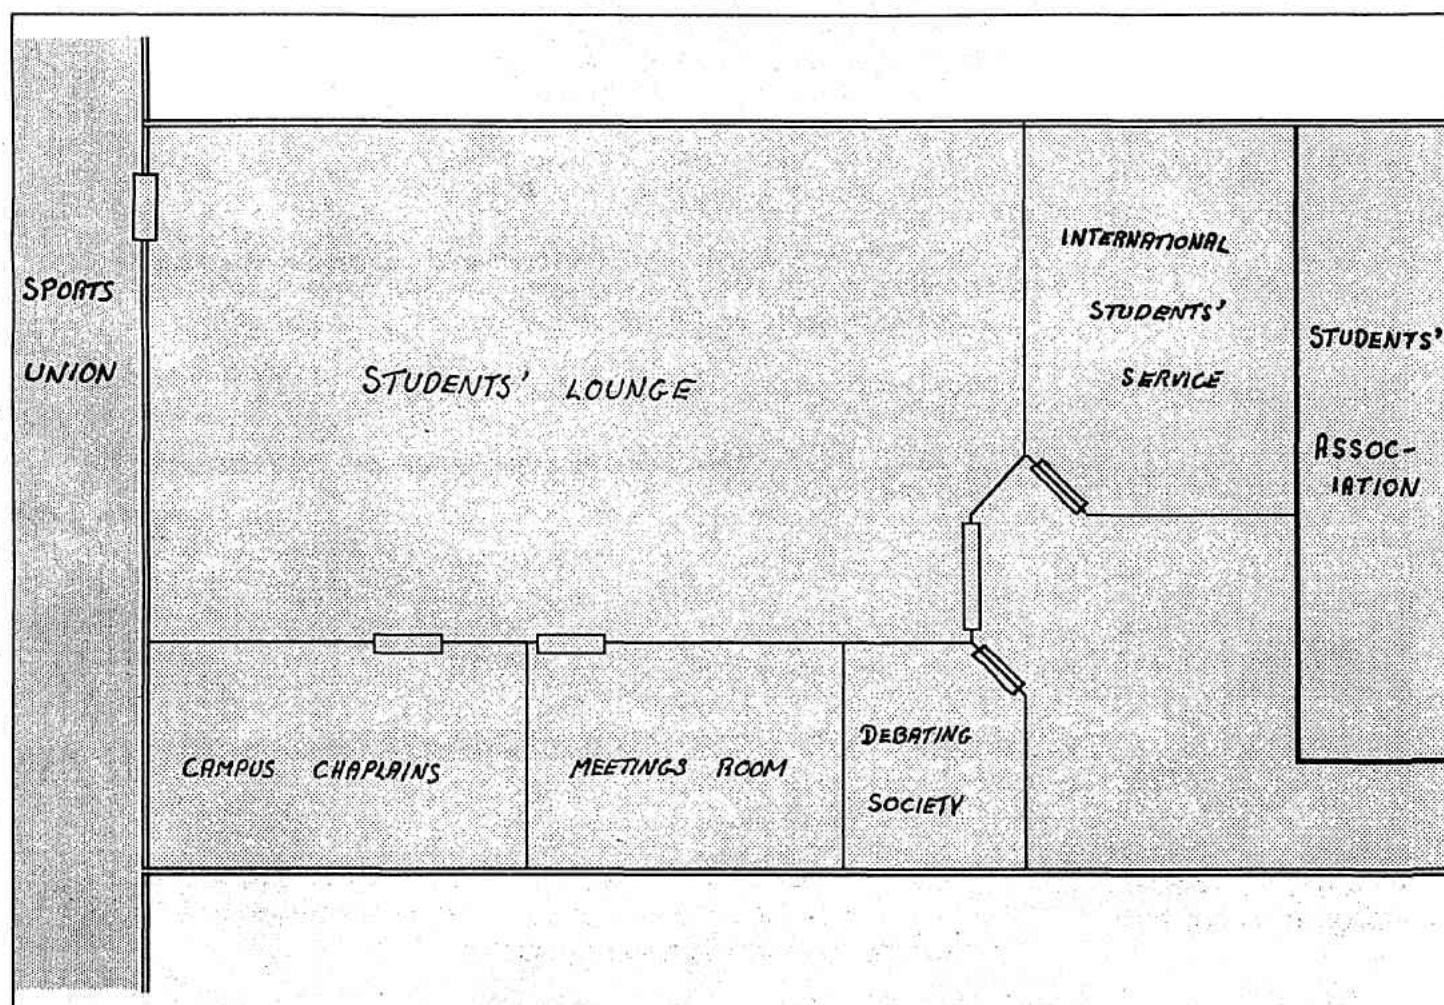 SPORTS
UNION
STUDENTS' LOUNGE
INTERNATIONAL
STUDENTS'
SERVICE
STUDENTS'
ASSOC-
IATION
CAMPUS CHAPLAINS
MEETINGS ROOM
DEBATING
SOCIETY